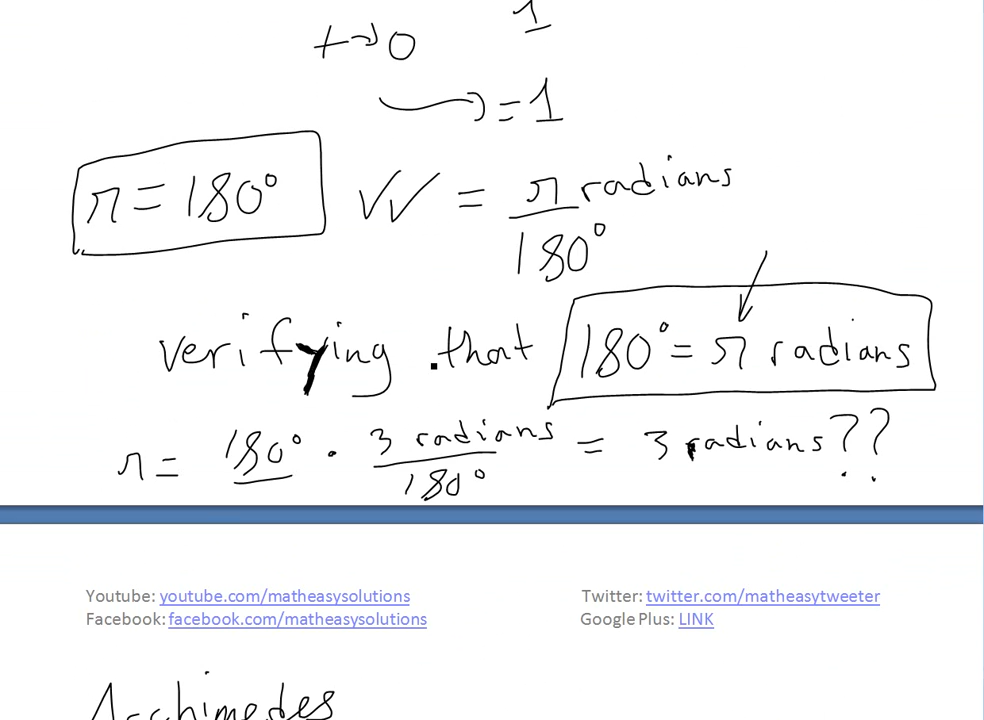 1
t→0
→ = 1
π = 180° √√ = π radians / 180°
verifying that 180° = π radians
π = 180° · 3 radians / 180° = 3 radians??
Youtube: youtube.com/matheasysolutions Twitter: twitter.com/matheasytweeter
Facebook: facebook.com/matheasysolutions Google Plus: LINK
Archimedes